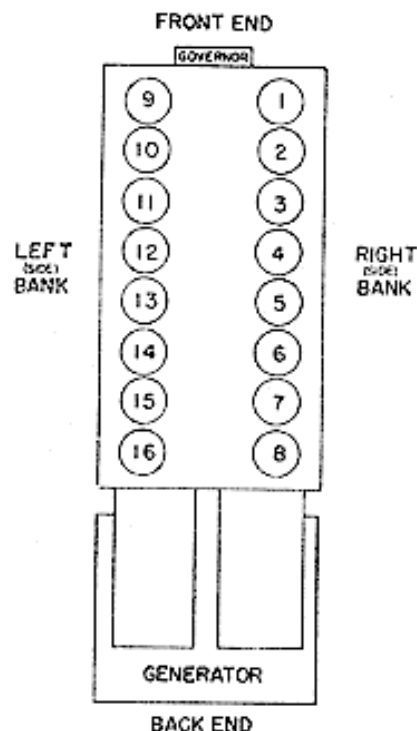 FRONT END
GOVERNOR
9 1
10 2
11 3
12 4
13 5
14 6
15 7
16 8
LEFT
(SIDE)
BANK
RIGHT
(SIDE)
BANK
GENERATOR
BACK END